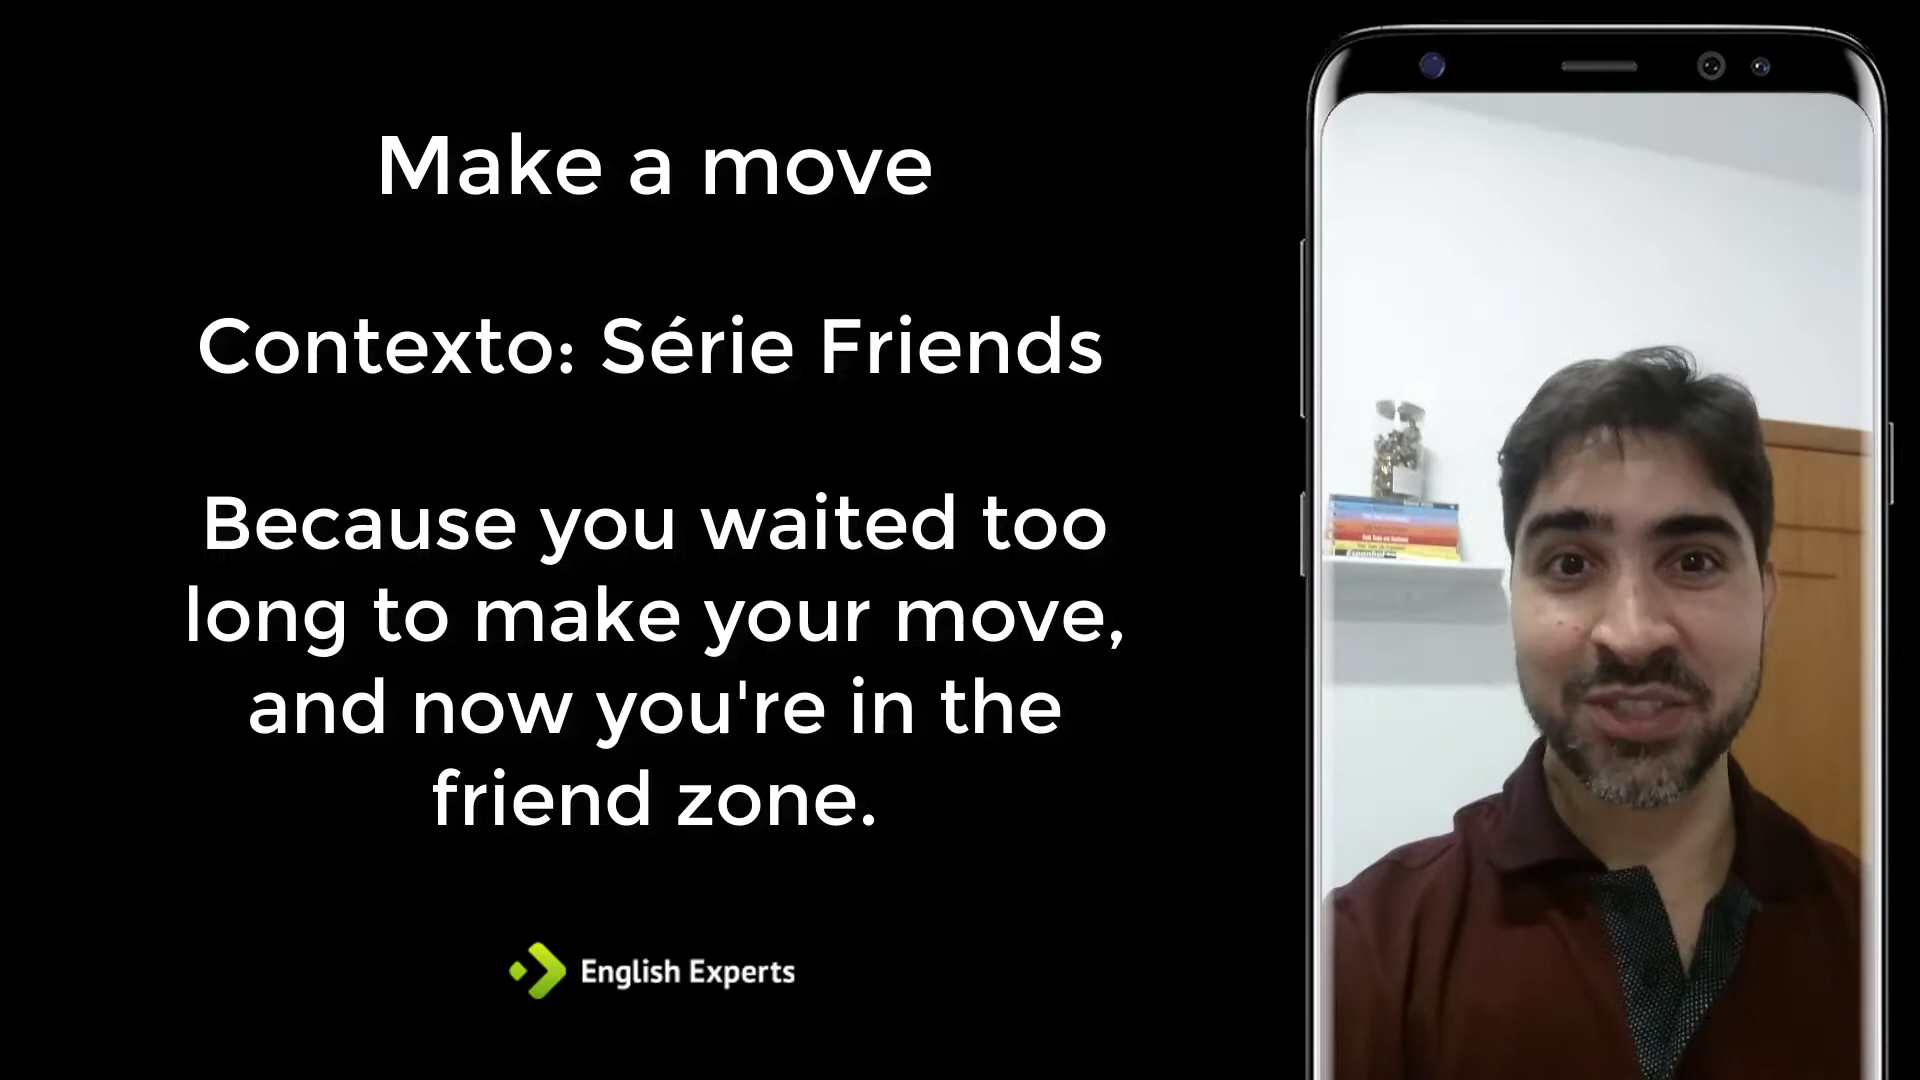 Make a move
Contexto: Série Friends
Because you waited too
long to make your move,
and now you're in the
friend zone.
English Experts